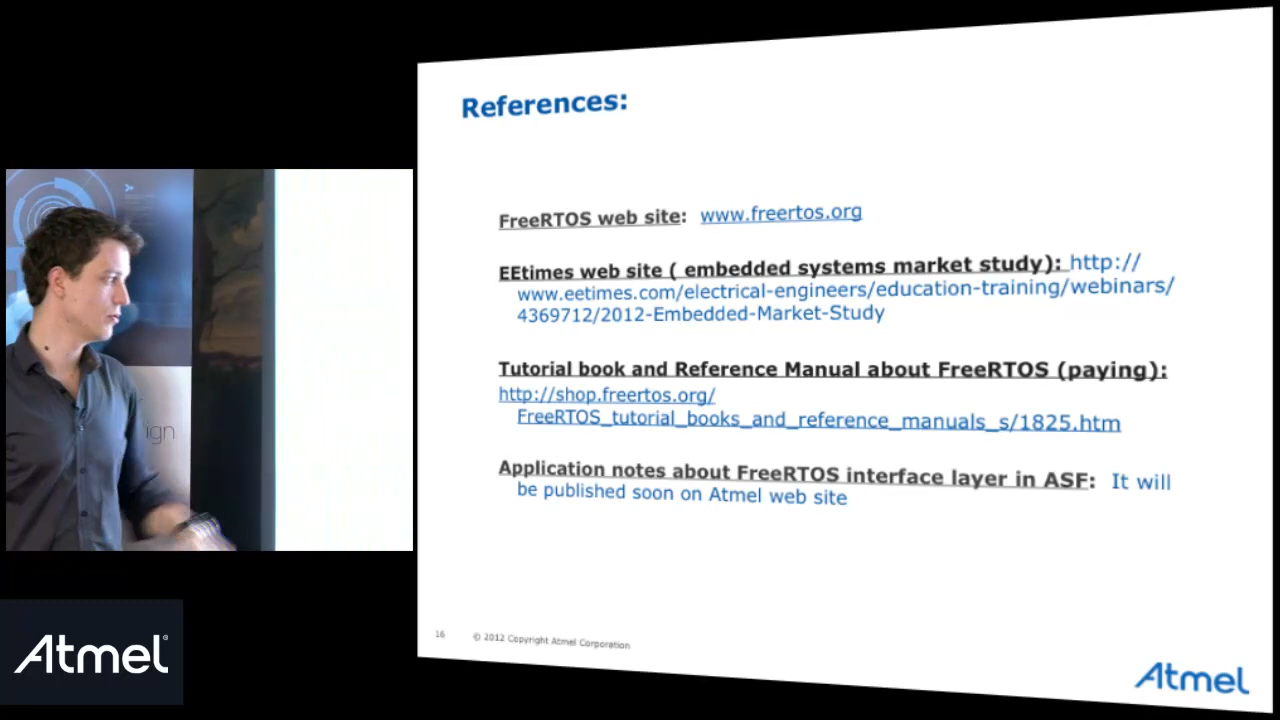 References:
FreeRTOS web site: www.freertos.org
EEtimes web site ( embedded systems market study): http://
www.eetimes.com/electrical-engineers/education-training/webinars/
4369712/2012-Embedded-Market-Study
Tutorial book and Reference Manual about FreeRTOS (paying):
http://shop.freertos.org/
FreeRTOS_tutorial_books_and_reference_manuals_s/1825.htm
Application notes about FreeRTOS interface layer in ASF: It will
be published soon on Atmel web site
ign
16 © 2012 Copyright Atmel Corporation
Atmel
Atmel®